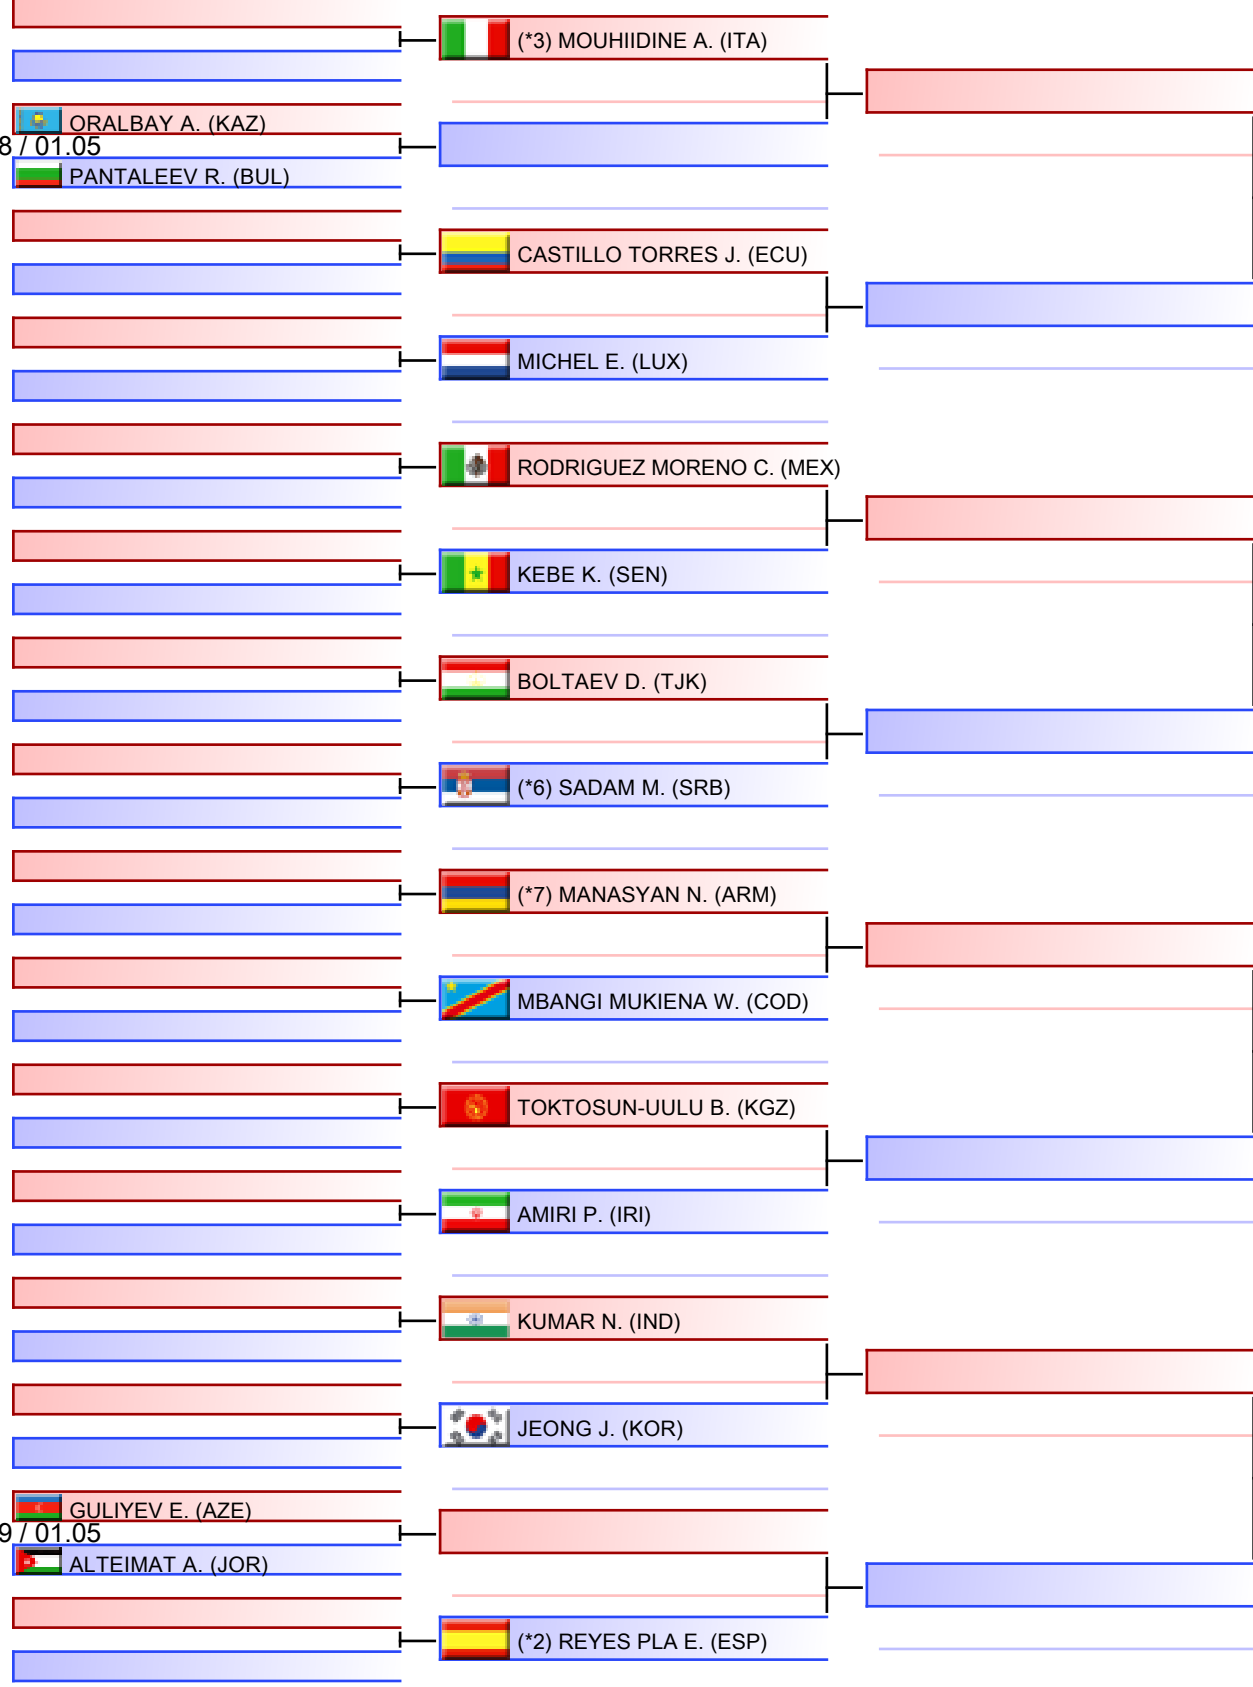 (*3) MOUHIIDINE A. (ITA)
ORALBAY A. (KAZ)
8 / 01.05
PANTALEEV R. (BUL)
CASTILLO TORRES J. (ECU)
MICHEL E. (LUX)
RODRIGUEZ MORENO C. (MEX)
KEBE K. (SEN)
BOLTAEV D. (TJK)
(*6) SADAM M. (SRB)
(*7) MANASYAN N. (ARM)
MBANGI MUKIENA W. (COD)
TOKTOSUN-UULU B. (KGZ)
AMIRI P. (IRI)
KUMAR N. (IND)
JEONG J. (KOR)
GULIYEV E. (AZE)
9 / 01.05
ALTEIMAT A. (JOR)
(*2) REYES PLA E. (ESP)